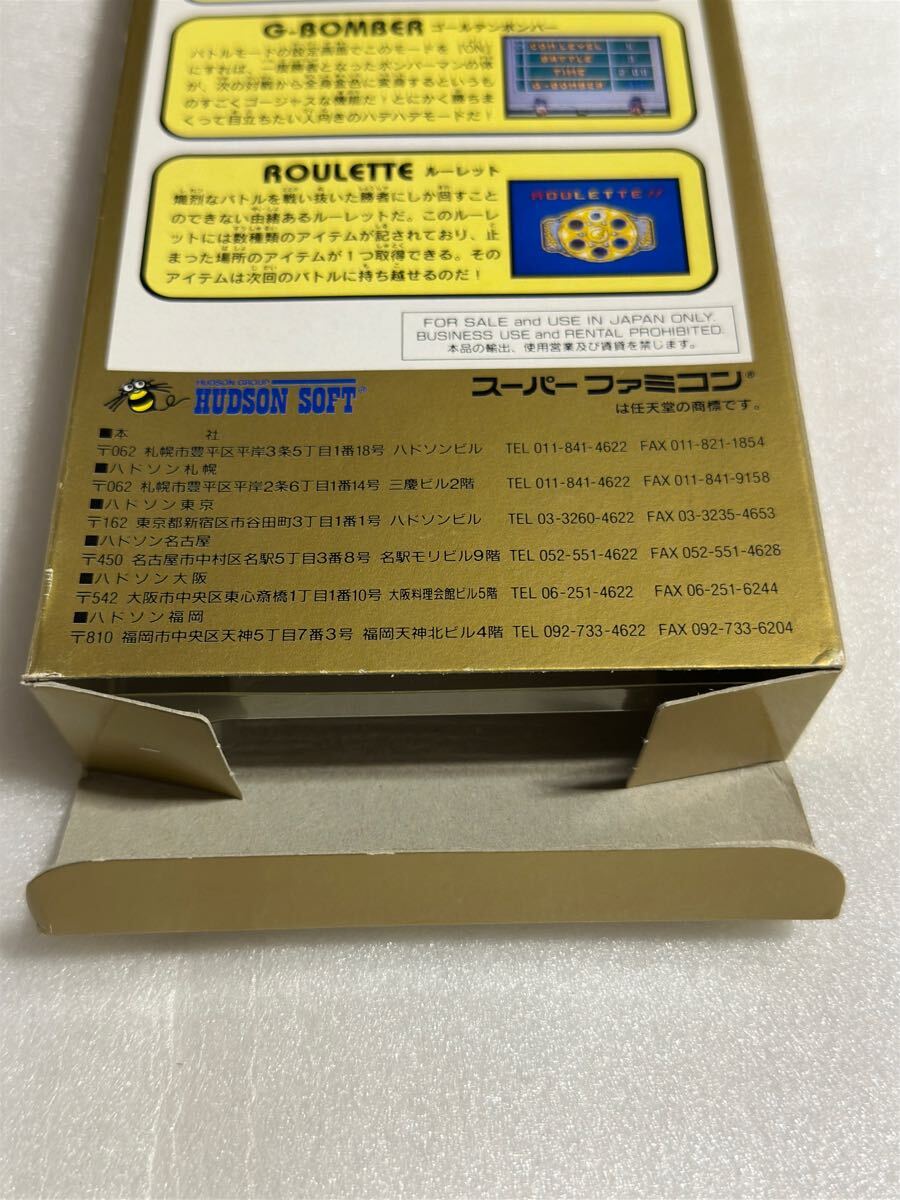 G-BOMBER ゴールデンボンバー
バトルモードの設定画面でこのモードを「ON」
にすれば、一度勝者となったボンバーマンの体
が、次の対戦から全身金色に変身するというも
のすごくゴージャスな機能だ！とにかく勝ちま
くって目立ちたい人向きのハデハデモードだ！
COM LEVEL
BATTLE
TIME
G-BOMBER
ROULETTE ルーレット
熾烈なバトルを戦い抜いた勝者にしか回すこと
のできない由緒あるルーレットだ。このルーレ
ットには数種類のアイテムが記されており、止
まった場所のアイテムが１つ取得できる。その
アイテムは次回のバトルに持ち越せるのだ！
ROULETTE!!
FOR SALE and USE IN JAPAN ONLY.
BUSINESS USE and RENTAL PROHIBITED.
本品の輸出、使用営業及び賃貸を禁じます。
HUDSON GROUP
HUDSON SOFT®
スーパーファミコン®
は任天堂の商標です。
■本 社
〒062 札幌市豊平区平岸3条5丁目1番18号 ハドソンビル TEL 011-841-4622 FAX 011-821-1854
■ハドソン札幌
〒062 札幌市豊平区平岸2条6丁目1番14号 三慶ビル2階 TEL 011-841-4622 FAX 011-841-9158
■ハドソン東京
〒162 東京都新宿区市谷田町3丁目1番1号 ハドソンビル TEL 03-3260-4622 FAX 03-3235-4653
■ハドソン名古屋
〒450 名古屋市中村区名駅5丁目3番8号 名駅モリビル9階 TEL 052-551-4622 FAX 052-551-4628
■ハドソン大阪
〒542 大阪市中央区東心斎橋1丁目1番10号 大阪料理会館ビル5階 TEL 06-251-4622 FAX 06-251-6244
■ハドソン福岡
〒810 福岡市中央区天神5丁目7番3号 福岡天神北ビル4階 TEL 092-733-4622 FAX 092-733-6204